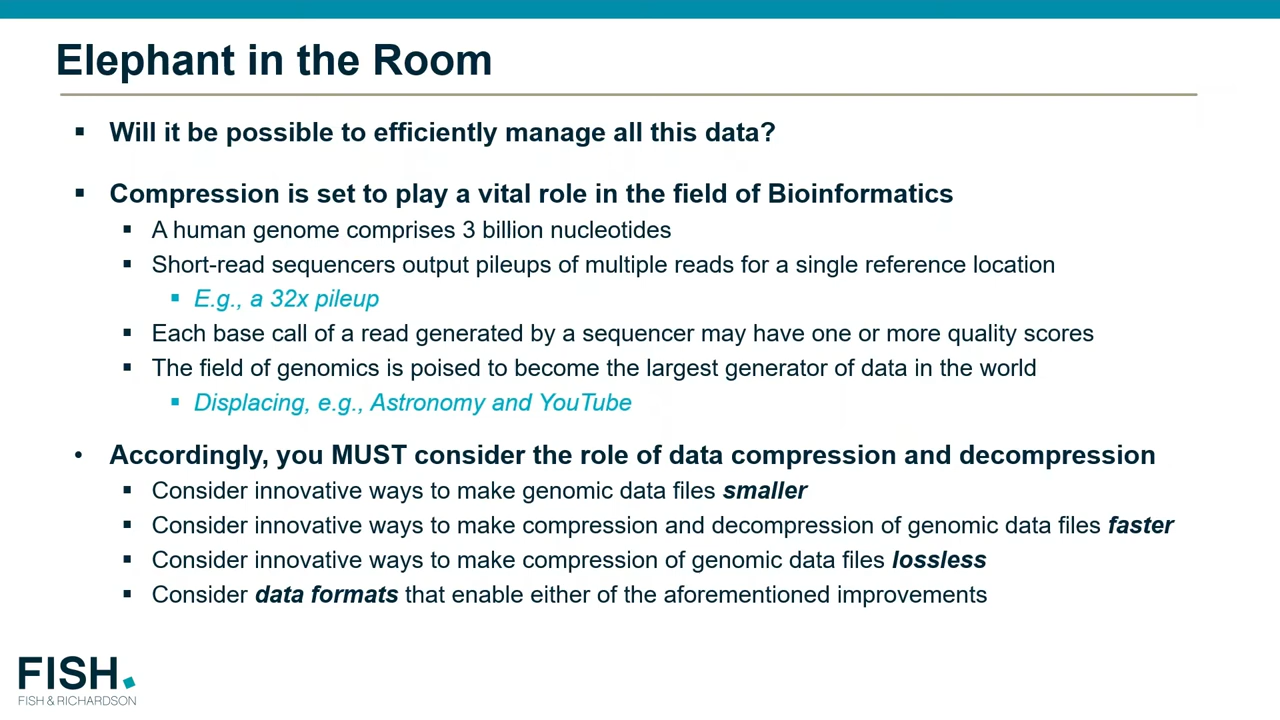 Elephant in the Room
▪ Will it be possible to efficiently manage all this data?
▪ Compression is set to play a vital role in the field of Bioinformatics
▪ A human genome comprises 3 billion nucleotides
▪ Short-read sequencers output pileups of multiple reads for a single reference location
▪ E.g., a 32x pileup
▪ Each base call of a read generated by a sequencer may have one or more quality scores
▪ The field of genomics is poised to become the largest generator of data in the world
▪ Displacing, e.g., Astronomy and YouTube
• Accordingly, you MUST consider the role of data compression and decompression
▪ Consider innovative ways to make genomic data files smaller
▪ Consider innovative ways to make compression and decompression of genomic data files faster
▪ Consider innovative ways to make compression of genomic data files lossless
▪ Consider data formats that enable either of the aforementioned improvements
FISH.
FISH & RICHARDSON